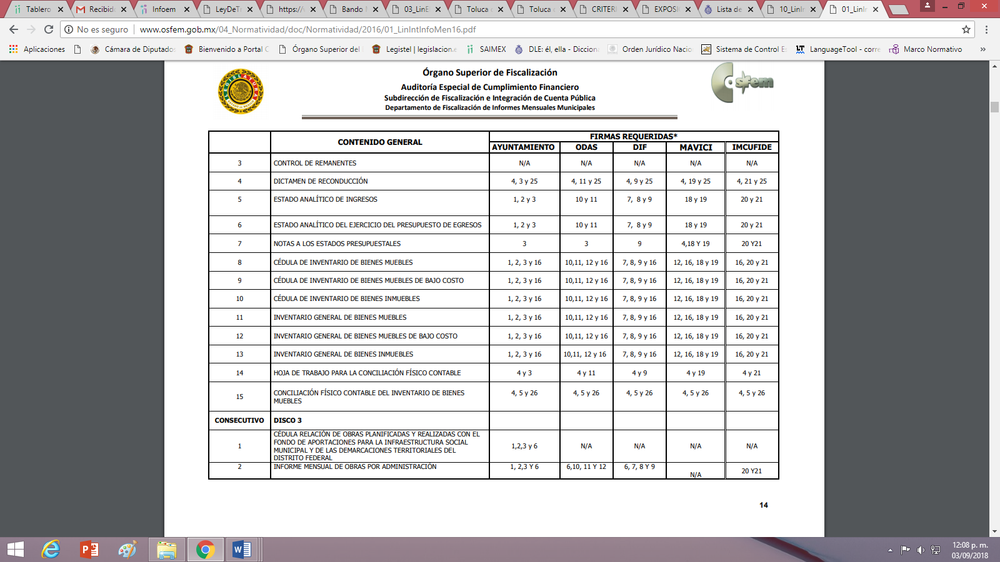 Tablero
Recibido
Infoem
LeyDeTr
https://
Bando M
03_LinE
Toluca
Toluca
CRITERI
EXPOSI
Lista de
10_LinIn
01_LinIn
No es seguro | www.osfem.gob.mx/04_Normatividad/doc/Normatividad/2016/01_LinIntInfoMen16.pdf
Aplicaciones
Cámara de Diputados
Bienvenido a Portal
Órgano Superior del
Legistel | legislacion.e
SAIMEX
DLE: él, ella - Diccion
Orden Jurídico Nacio
Sistema de Control E
LanguageTool - corre
Marco Normativo
»
LEGISLATURA
ESTADO DE MÉXICO
Órgano Superior de Fiscalización
Auditoría Especial de Cumplimiento Financiero
Subdirección de Fiscalización e Integración de Cuenta Pública
Departamento de Fiscalización de Informes Mensuales Municipales
osfem
CONTENIDO GENERAL FIRMAS REQUERIDAS*
AYUNTAMIENTO ODAS DIF MAVICI IMCUFIDE
3 CONTROL DE REMANENTES N/A N/A N/A N/A N/A
4 DICTAMEN DE RECONDUCCIÓN 4, 3 y 25 4, 11 y 25 4, 9 y 25 4, 19 y 25 4, 21 y 25
5 ESTADO ANALÍTICO DE INGRESOS 1, 2 y 3 10 y 11 7, 8 y 9 18 y 19 20 y 21
6 ESTADO ANALÍTICO DEL EJERCICIO DEL PRESUPUESTO DE EGRESOS 1, 2 y 3 10 y 11 7, 8 y 9 18 y 19 20 y 21
7 NOTAS A LOS ESTADOS PRESUPUESTALES 3 3 9 4,18 Y 19 20 Y21
8 CÉDULA DE INVENTARIO DE BIENES MUEBLES 1, 2, 3 y 16 10,11, 12 y 16 7, 8, 9 y 16 12, 16, 18 y 19 16, 20 y 21
9 CÉDULA DE INVENTARIO DE BIENES MUEBLES DE BAJO COSTO 1, 2, 3 y 16 10,11, 12 y 16 7, 8, 9 y 16 12, 16, 18 y 19 16, 20 y 21
10 CÉDULA DE INVENTARIO DE BIENES INMUEBLES 1, 2, 3 y 16 10,11, 12 y 16 7, 8, 9 y 16 12, 16, 18 y 19 16, 20 y 21
11 INVENTARIO GENERAL DE BIENES MUEBLES 1, 2, 3 y 16 10,11, 12 y 16 7, 8, 9 y 16 12, 16, 18 y 19 16, 20 y 21
12 INVENTARIO GENERAL DE BIENES MUEBLES DE BAJO COSTO 1, 2, 3 y 16 10,11, 12 y 16 7, 8, 9 y 16 12, 16, 18 y 19 16, 20 y 21
13 INVENTARIO GENERAL DE BIENES INMUEBLES 1, 2, 3 y 16 10,11, 12 y 16 7, 8, 9 y 16 12, 16, 18 y 19 16, 20 y 21
14 HOJA DE TRABAJO PARA LA CONCILIACIÓN FÍSICO CONTABLE 4 y 3 4 y 11 4 y 9 4 y 19 4 y 21
15 CONCILIACIÓN FÍSICO CONTABLE DEL INVENTARIO DE BIENES 4, 5 y 26 4, 5 y 26 4, 5 y 26 4, 5 y 26 4, 5 y 26
MUEBLES
CONSECUTIVO DISCO 3
CÉDULA RELACIÓN DE OBRAS PLANIFICADAS Y REALIZADAS CON EL
FONDO DE APORTACIONES PARA LA INFRAESTRUCTURA SOCIAL
1 MUNICIPAL Y DE LAS DEMARCACIONES TERRITORIALES DEL 1,2,3 y 6 N/A N/A N/A N/A
DISTRITO FEDERAL
2 INFORME MENSUAL DE OBRAS POR ADMINISTRACIÓN 1, 2,3 Y 6 6,10, 11 Y 12 6, 7, 8 Y 9 N/A 20 Y21
14
12:08 p. m.
03/09/2018